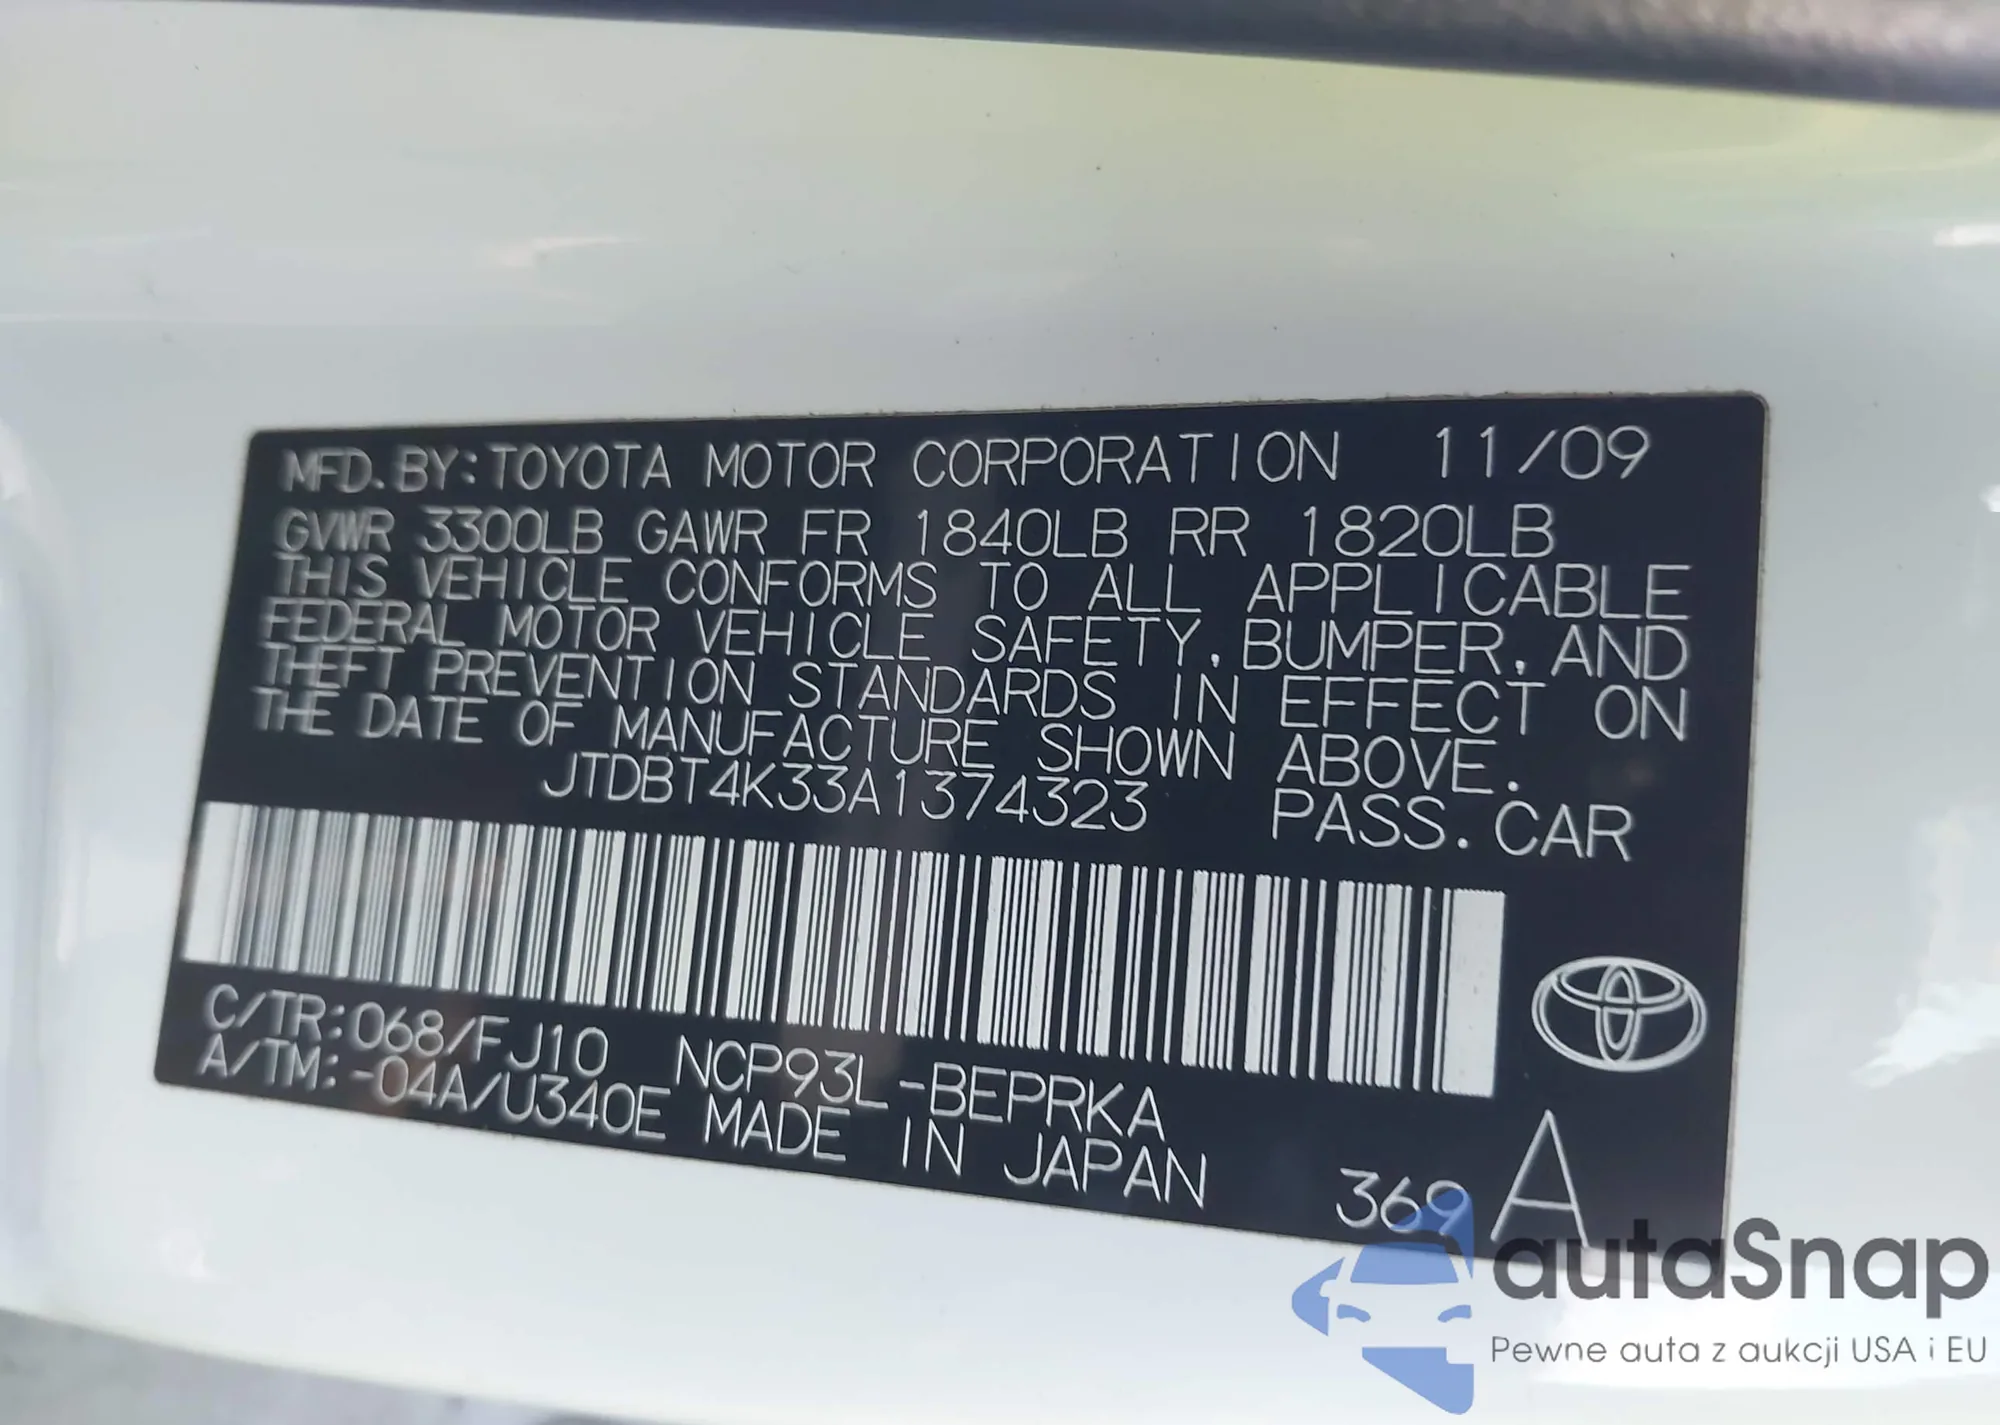 MFD. BY: TOYOTA MOTOR CORPORATION 11/09
GVWR 3300LB GAWR FR 1840LB RR 1820LB
THIS VEHICLE CONFORMS TO ALL APPLICABLE
FEDERAL MOTOR VEHICLE SAFETY, BUMPER, AND
THEFT PREVENTION STANDARDS IN EFFECT ON
THE DATE OF MANUFACTURE SHOWN ABOVE.
JTDBT4K33A1374323 PASS. CAR
C/TR: 068/FJ10 NCP93L-BEPRKA
A/TM: -04A/U340E MADE IN JAPAN
369 A
autaSnap
Pewne auta z aukcji USA i EU